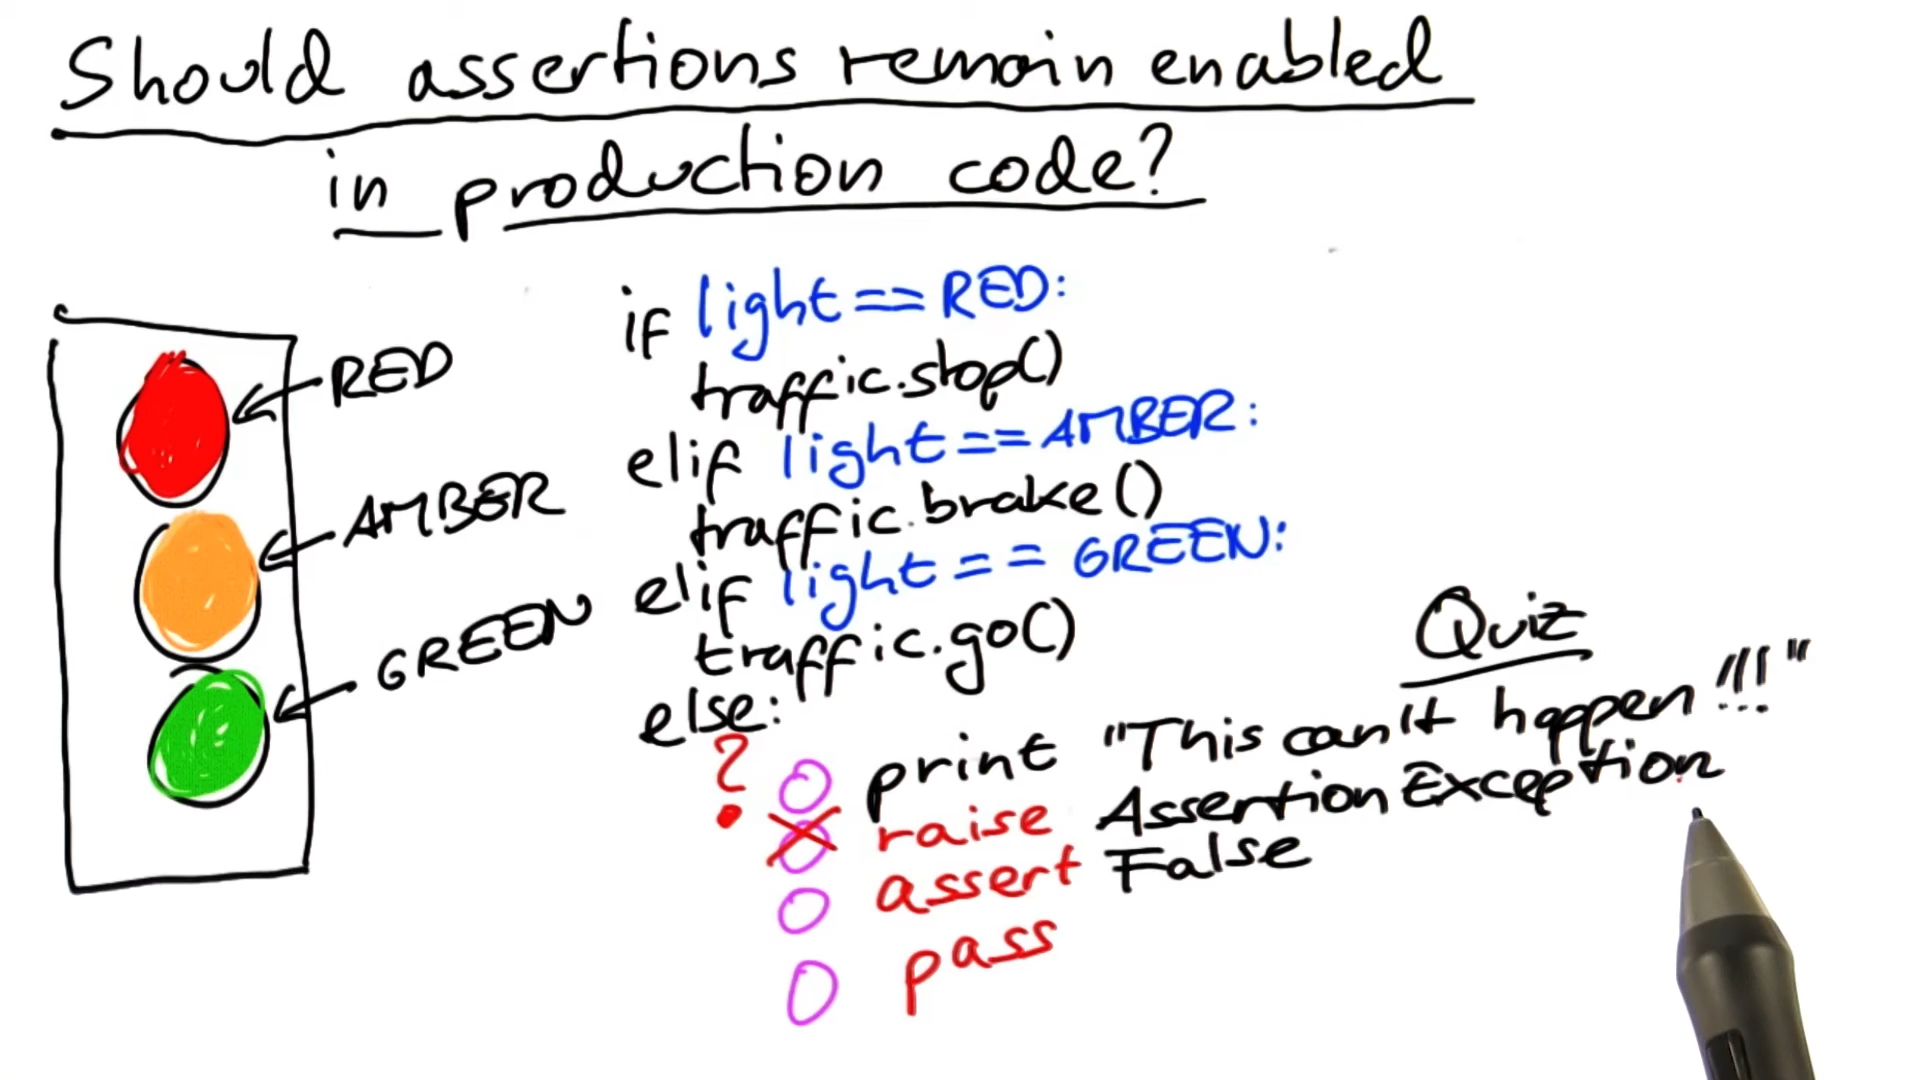 Should assertions remain enabled
in production code?
RED
AMBER
GREEN
if light == RED:
traffic.stop()
elif light == AMBER:
traffic.brake()
elif light == GREEN:
traffic.go()
else:
?
Quiz
print "This can't happen!!!"
raise AssertionException
assert False
pass